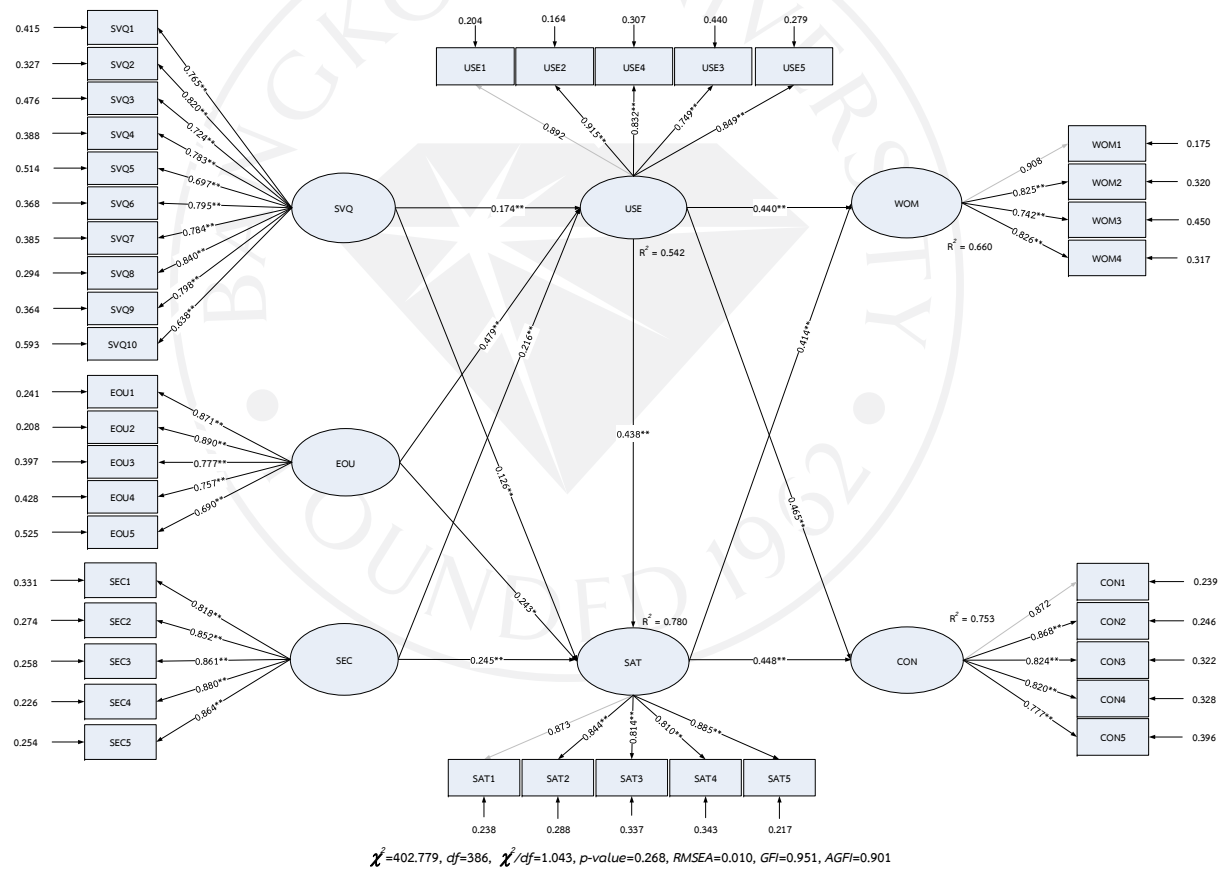 0.415 SVQ1 0.765**
0.327 SVQ2 0.820**
0.476 SVQ3 0.724**
0.388 SVQ4 0.783**
0.514 SVQ5 0.697**
0.368 SVQ6 0.795**
0.385 SVQ7 0.784**
0.294 SVQ8 0.840**
0.364 SVQ9 0.798**
0.593 SVQ10 0.638**
SVQ
0.241 EOU1 0.871**
0.208 EOU2 0.890**
0.397 EOU3 0.777**
0.428 EOU4 0.757**
0.525 EOU5 0.690**
EOU
0.331 SEC1 0.818**
0.274 SEC2 0.852**
0.258 SEC3 0.861**
0.226 SEC4 0.880**
0.254 SEC5 0.864**
SEC
0.204 0.164 0.307 0.440 0.279
USE1 USE2 USE4 USE3 USE5
0.892 0.915** 0.832** 0.749** 0.849**
USE
R² = 0.542
0.174**
0.479**
0.216**
0.126**
0.243*
0.245**
0.438**
0.440**
0.414**
0.465**
0.448**
R² = 0.780
SAT
0.873 0.844** 0.814** 0.810** 0.885**
SAT1 SAT2 SAT3 SAT4 SAT5
0.238 0.288 0.337 0.343 0.217
WOM
R² = 0.660
0.908 WOM1 0.175
0.825** WOM2 0.320
0.742** WOM3 0.450
0.826** WOM4 0.317
R² = 0.753
CON
0.872 CON1 0.239
0.868** CON2 0.246
0.824** CON3 0.322
0.820** CON4 0.328
0.777** CON5 0.396
χ²=402.779, df=386, χ²/df=1.043, p-value=0.268, RMSEA=0.010, GFI=0.951, AGFI=0.901
FOUNDED 1962